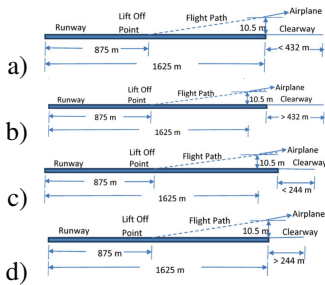 Lift Off
Airplane
Runway Point Flight Path
10.5 m Clearway
875 m < 432 m
a) 1625 m
Lift Off Airplane
Runway Point Flight Path
10.5 m Clearway
875 m > 432 m
b) 1625 m
Lift Off Airplane
Runway Point Flight Path
10.5 m Clearway
875 m < 244 m
c) 1625 m
Lift Off Airplane
Runway Point Flight Path
10.5 m Clearway
875 m > 244 m
d) 1625 m